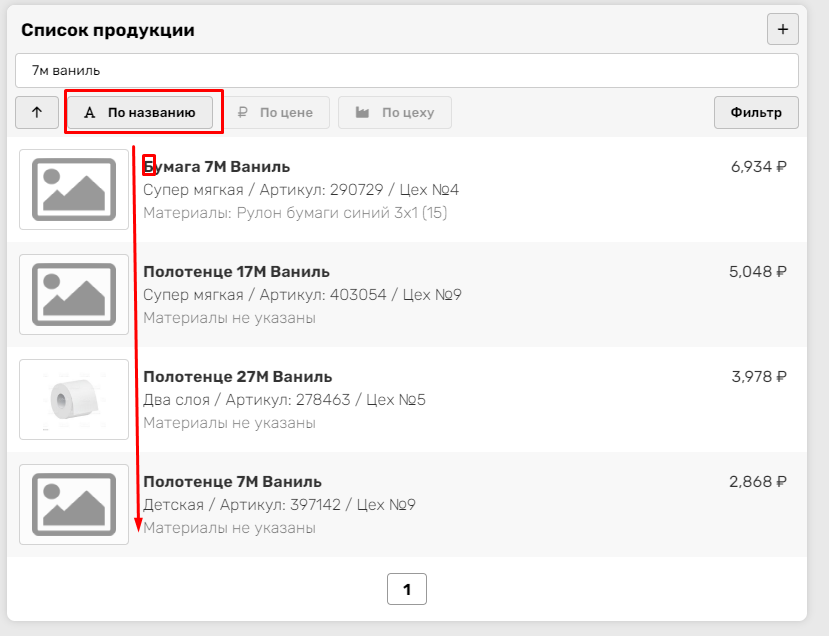 Список продукции
+
7м ваниль
↑ А По названию ₽ По цене По цеху Фильтр
Бумага 7М Ваниль 6,934 ₽
Супер мягкая / Артикул: 290729 / Цех №4
Материалы: Рулон бумаги синий 3x1 (15)
Полотенце 17М Ваниль 5,048 ₽
Супер мягкая / Артикул: 403054 / Цех №9
Материалы не указаны
Полотенце 27М Ваниль 3,978 ₽
Два слоя / Артикул: 278463 / Цех №5
Материалы не указаны
Полотенце 7М Ваниль 2,868 ₽
Детская / Артикул: 397142 / Цех №9
Материалы не указаны
1